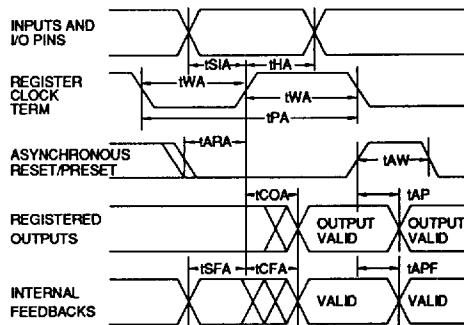 INPUTS AND
I/O PINS
tSIA
tHA
REGISTER
CLOCK
TERM
tWA
tWA
tPA
ASYNCHRONOUS
RESET/PRESET
tARA
tAW
tCOA
tAP
REGISTERED
OUTPUTS
OUTPUT
VALID
OUTPUT
VALID
tSFA
tCFA
tAPF
INTERNAL
FEEDBACKS
VALID
VALID